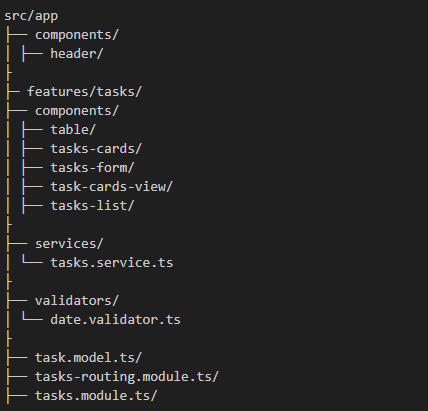 src/app
├── components/
│ ├── header/
├
├─ features/tasks/
├── components/
│ ├── table/
│ ├── tasks-cards/
│ ├── tasks-form/
│ ├── task-cards-view/
│ ├── tasks-list/
├
├── services/
│ └── tasks.service.ts
├
├── validators/
│ └── date.validator.ts
├
├── task.model.ts/
├── tasks-routing.module.ts/
├── tasks.module.ts/